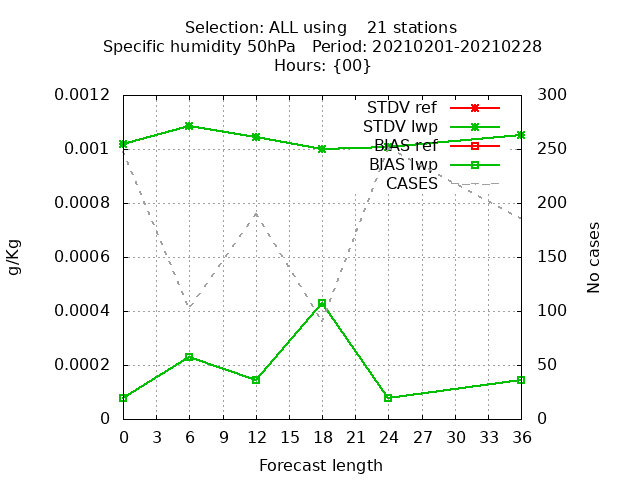 Selection: ALL using    21 stations
Specific humidity 50hPa   Period: 20210201-20210228
Hours: {00}
0.0012
0.001
0.0008
0.0006
0.0004
0.0002
0
g/Kg
STDV ref
STDV lwp
BIAS ref
BIAS lwp
CASES
300
250
200
150
100
50
0
No cases
0 3 6 9 12 15 18 21 24 27 30 33 36
Forecast length